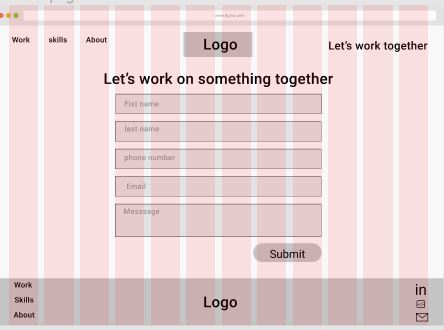 Work skills About Logo Let's work together
Let's work on something together
Fist name
last name
phone number
Email
Messsage
Submit
Work
Skills
About
Logo
in